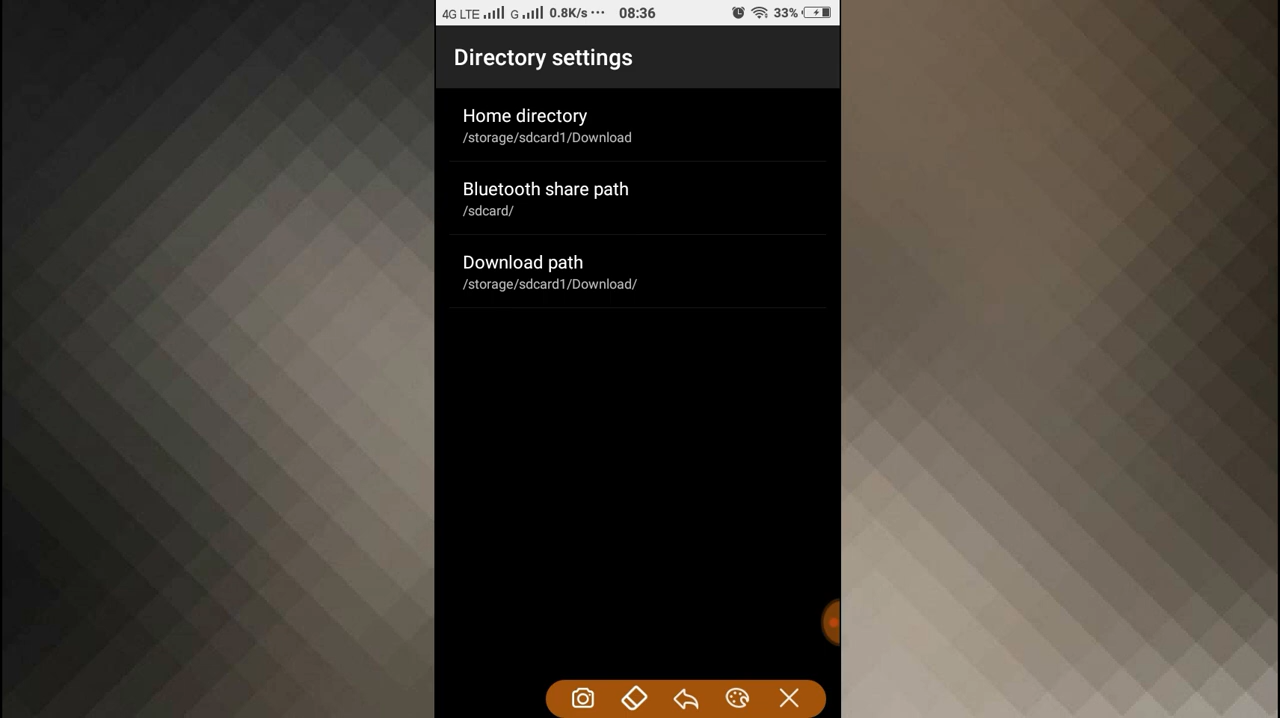 4G LTE G 0.8K/s ··· 08:36 33%
Directory settings
Home directory
/storage/sdcard1/Download
Bluetooth share path
/sdcard/
Download path
/storage/sdcard1/Download/